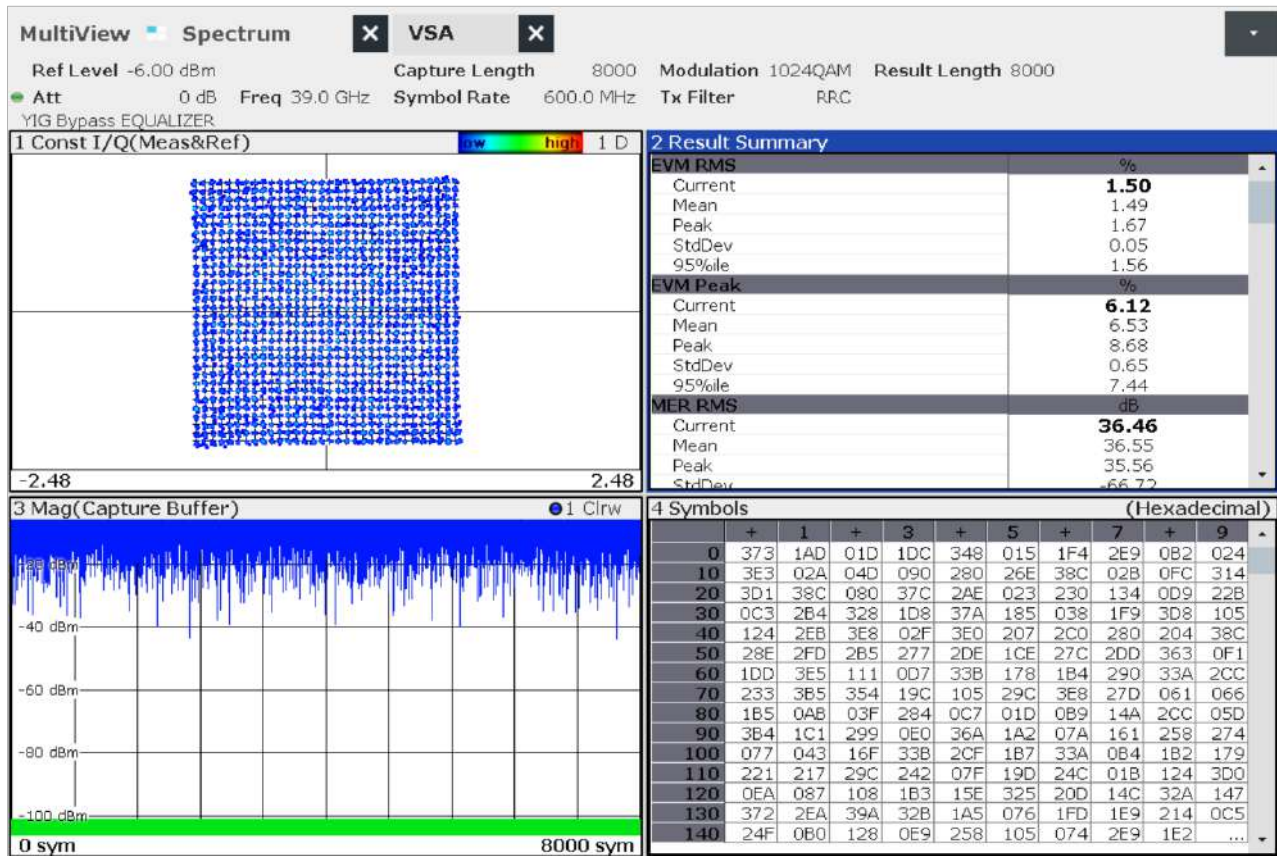 MultiView Spectrum X VSA X
Ref Level -6.00 dBm Capture Length 8000 Modulation 1024QAM Result Length 8000
Att 0 dB Freq 39.0 GHz Symbol Rate 600.0 MHz Tx Filter RRC
YIG Bypass EQUALIZER
1 Const I/Q(Meas&Ref) low high 1 D
-2.48 2.48
2 Result Summary
EVM RMS %
Current 1.50
Mean 1.49
Peak 1.67
StdDev 0.05
95%ile 1.56
EVM Peak %
Current 6.12
Mean 6.53
Peak 8.68
StdDev 0.65
95%ile 7.44
MER RMS dB
Current 36.46
Mean 36.55
Peak 35.56
StdDev -66.72
3 Mag(Capture Buffer) 1 Clrw
-20 dBm
-40 dBm
-60 dBm
-80 dBm
-100 dBm
0 sym 8000 sym
4 Symbols (Hexadecimal)
+ 1 + 3 + 5 + 7 + 9
0 373 1AD 01D 1DC 348 015 1F4 2E9 0B2 024
10 3E3 02A 04D 090 280 26E 38C 02B 0FC 314
20 3D1 38C 080 37C 2AE 023 230 134 0D9 22B
30 0C3 2B4 328 1D8 37A 185 038 1F9 3D8 105
40 124 2EB 3E8 02F 3E0 207 2C0 280 204 38C
50 28E 2FD 2B5 277 2DE 1CE 27C 2DD 363 0F1
60 1DD 3E5 111 0D7 33B 178 1B4 290 33A 2CC
70 233 3B5 354 19C 105 29C 3E8 27D 061 066
80 1B5 0AB 03F 284 0C7 01D 0B9 14A 2CC 05D
90 3B4 1C1 299 0E0 36A 1A2 07A 161 258 274
100 077 043 16F 33B 2CF 1B7 33A 0B4 1B2 179
110 221 217 29C 242 07F 19D 24C 01B 124 3D0
120 0EA 087 108 1B3 15E 325 20D 14C 32A 147
130 372 2EA 39A 32B 1A5 076 1FD 1E9 214 0C5
140 24F 0B0 128 0E9 258 105 074 2E9 1E2 ...